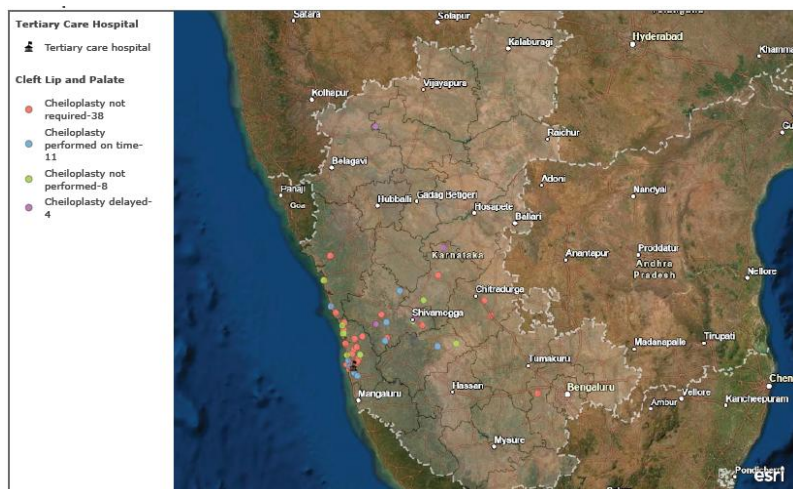 Tertiary Care Hospital
Tertiary care hospital
Cleft Lip and Palate
Cheiloplasty not
required-38
Cheiloplasty
performed on time-
11
Cheiloplasty not
performed-8
Cheiloplasty delayed-
4
Satara
Solapur
Kalaburagi
Hyderabad
Khamma
Vijayapura
Kolhapur
Raichur
Belagavi
Adoni
Panaji
Goa
Hubballi
Gadag Betigeri
Hosapete
Nandyal
Ballari
Karnataka
Anantapur
Proddatur
Andhra
Pradesh
Nellore
Chitradurga
Shivamogga
Tirupati
Madanapalle
Tumakuru
Mangaluru
Hassan
Bengaluru
Vellore
Chen
Ambur
Kancheepuram
Mysure
Pondicherr
esri